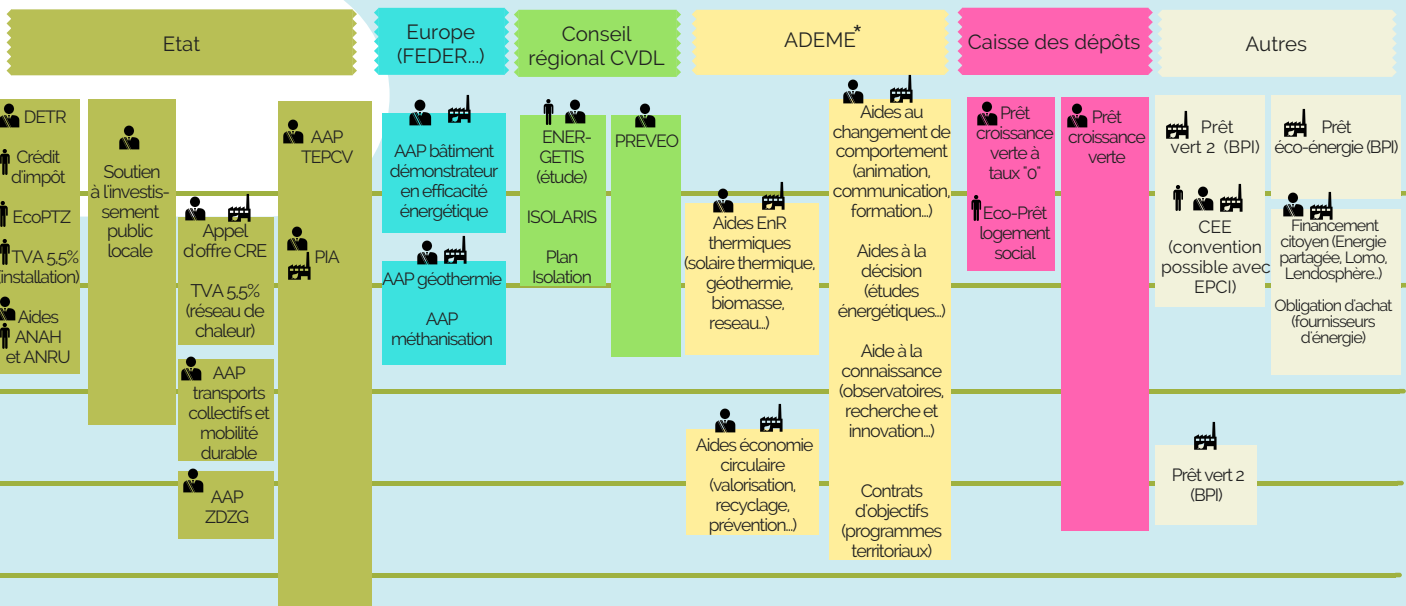 Etat
Europe
(FEDER...)
Conseil
régional CVDL
ADEME*
Caisse des dépôts
Autres
DETR
Crédit
d'impôt
EcoPTZ
TVA 5,5%
(installation)
Aides
ANAH
et ANRU
Soutien
à l'investis-
sement
public
locale
Appel
d'offre CRE
TVA 5,5%
(réseau de
chaleur)
AAP
transports
collectifs et
mobilité
durable
AAP
ZDZG
AAP
TEPCV
PIA
AAP bâtiment
démonstrateur
en efficacité
énergétique
AAP géothermie
AAP
méthanisation
ENER-
GETIS
(étude)
ISOLARIS
Plan
Isolation
PREVEO
Aides EnR
thermiques
(solaire thermique,
géothermie,
biomasse,
reseau...)
Aides économie
circulaire
(valorisation,
recyclage,
prévention...)
Aides au
changement de
comportement
(animation,
communication,
formation...)
Aides à la
décision
(études
énergétiques...)
Aide à la
connaissance
(observatoires,
recherche et
innovation...)
Contrats
d'objectifs
(programmes
territoriaux)
Prêt
croissance
verte à
taux "0"
Eco-Prêt
logement
social
Prêt
croissance
verte
Prêt
vert 2 (BPI)
CEE
(convention
possible avec
EPCI)
Prêt vert 2
(BPI)
Prêt
éco-énergie (BPI)
Financement
citoyen (Energie
partagée, Lomo,
Lendosphère..)
Obligation d'achat
(fournisseurs
d'énergie)